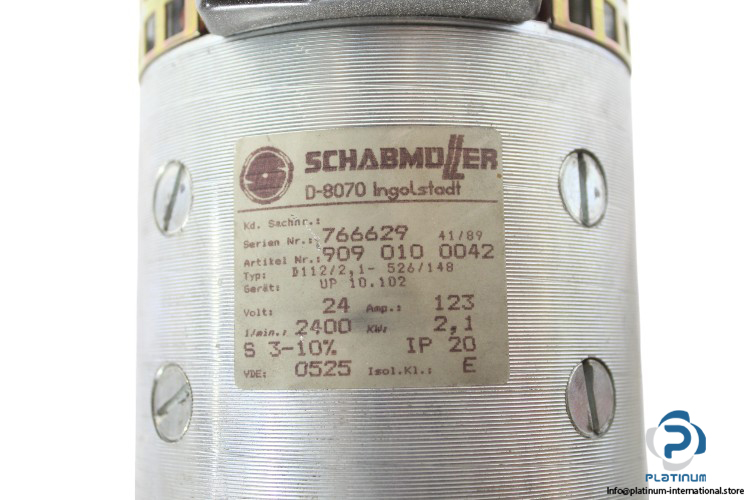 SCHABMÜLLER
D-8070 Ingolstadt
Kd. Sachnr.:
Serien Nr.: 766629 41/89
Artikel Nr.: 909 010 0042
Typ: D112/2,1- 526/148
Gerät: UP 10.102
Volt: 24 Amp.: 123
1/min.: 2400 KW: 2,1
S 3-10% IP 20
VDE: 0525 Isol.Kl.: E
PLATINUM
Info@platinum-international.store